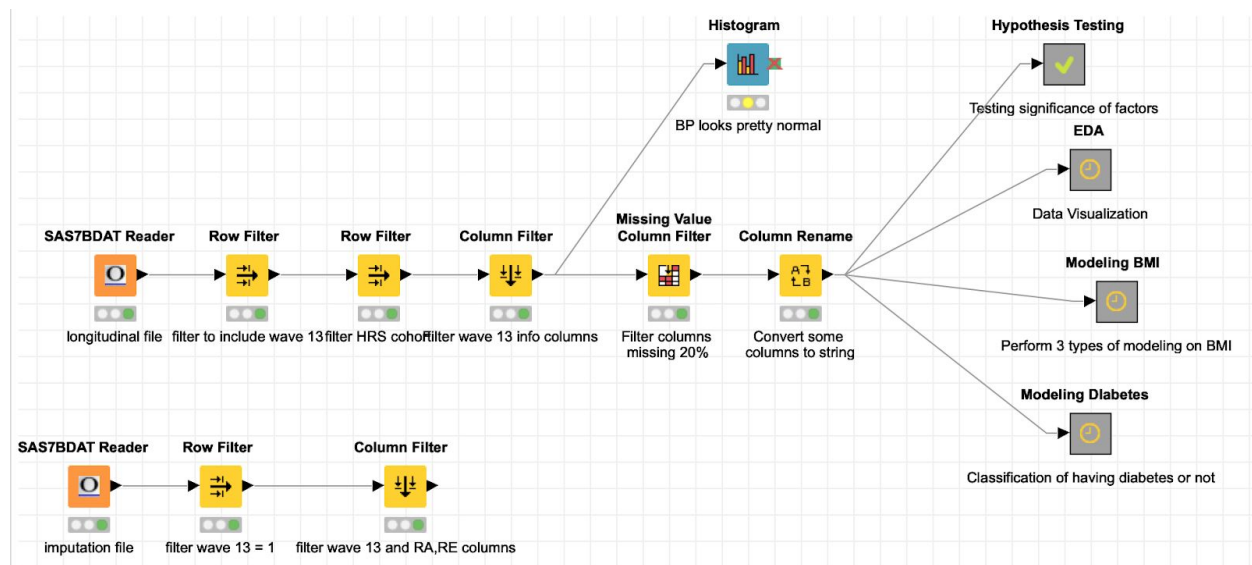 Histogram
BP looks pretty normal
Hypothesis Testing
Testing significance of factors
EDA
Data Visualization
SAS7BDAT Reader
O
longitudinal file
Row Filter
filter to include wave 13
Row Filter
filter HRS cohort
Column Filter
Filter wave 13 info columns
Missing Value
Column Filter
Filter columns
missing 20%
Column Rename
A
B
Convert some
columns to string
Modeling BMI
Perform 3 types of modeling on BMI
Modeling DIabetes
Classification of having diabetes or not
SAS7BDAT Reader
O
imputation file
Row Filter
filter wave 13 = 1
Column Filter
filter wave 13 and RA,RE columns